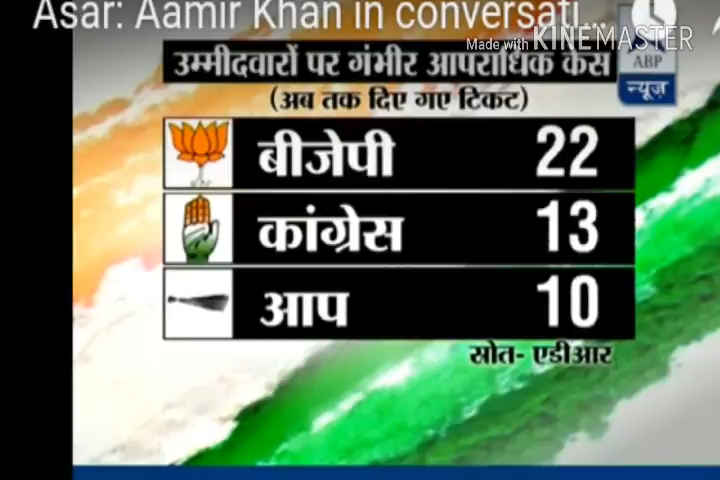 Asar: Aamir Khan in conversati...
Made with KINEMASTER
उम्मीदवारों पर गंभीर आपराधिक केस
ABP
न्यूज़
(अब तक दिए गए टिकट)
बीजेपी 22
कांग्रेस 13
आप 10
स्रोत- एडीआर